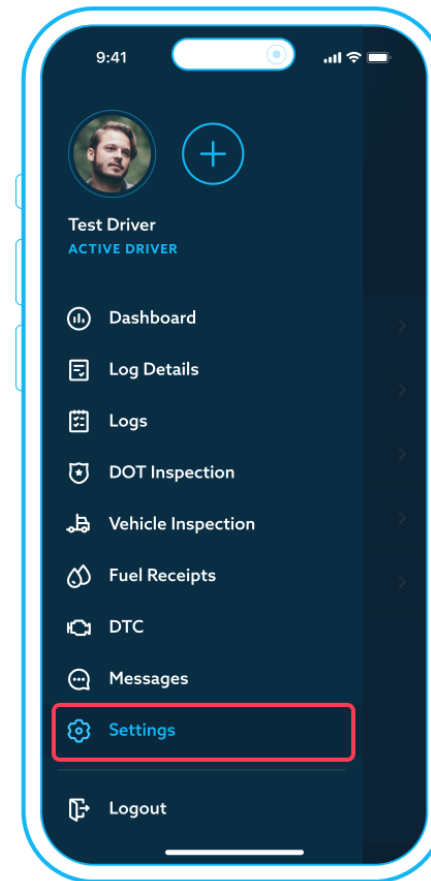 9:41
Test Driver
ACTIVE DRIVER
Dashboard
Log Details
Logs
DOT Inspection
Vehicle Inspection
Fuel Receipts
DTC
Messages
Settings
Logout